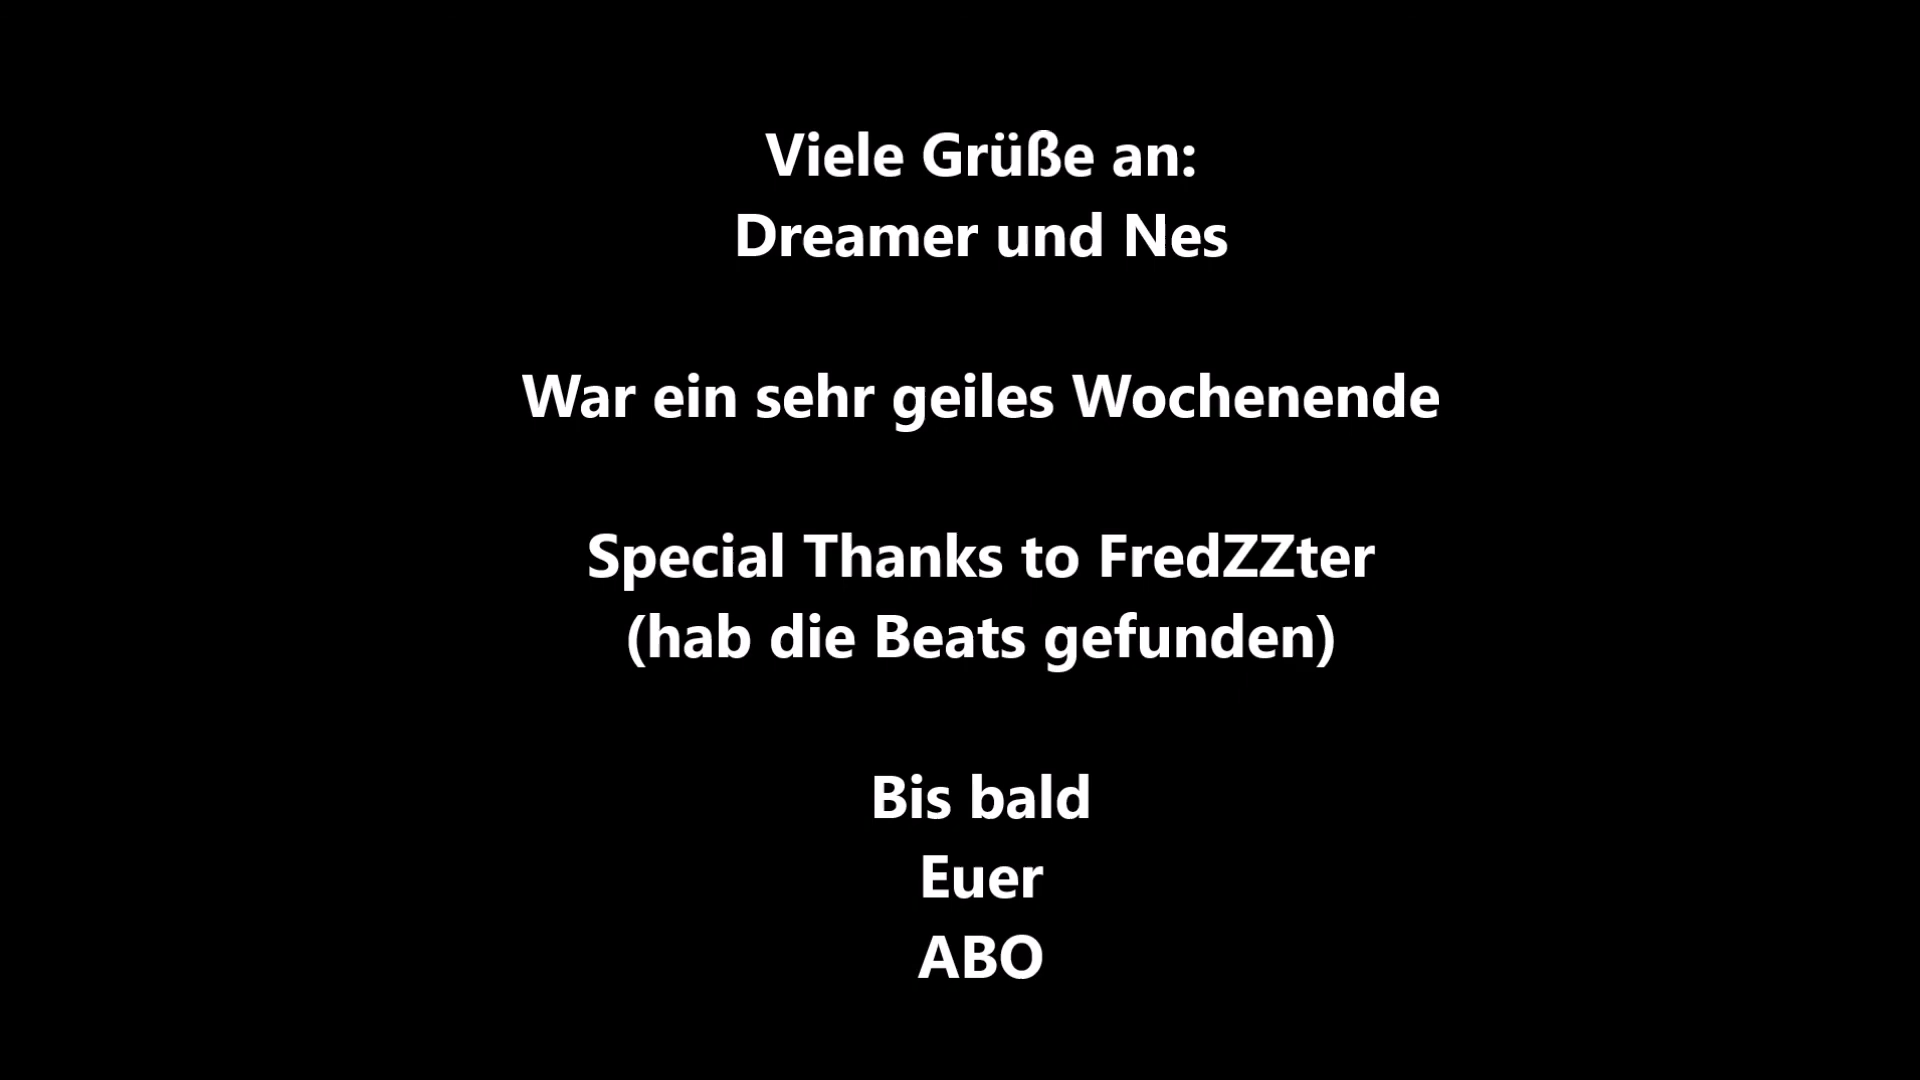 Viele Grüße an:
Dreamer und Nes
War ein sehr geiles Wochenende
Special Thanks to FredZZter
(hab die Beats gefunden)
Bis bald
Euer
ABO